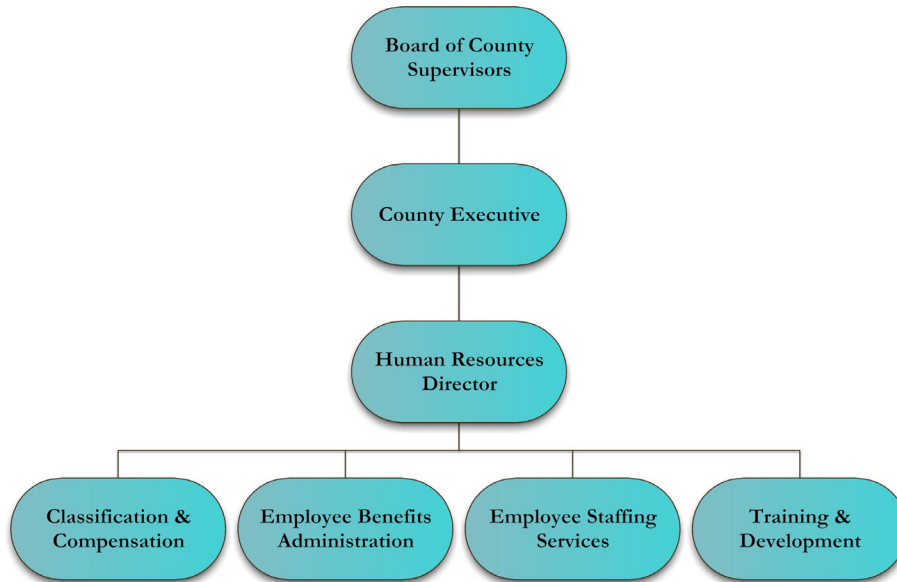 Board of County
Supervisors
County Executive
Human Resources
Director
Classification &
Compensation
Employee Benefits
Administration
Employee Staffing
Services
Training &
Development